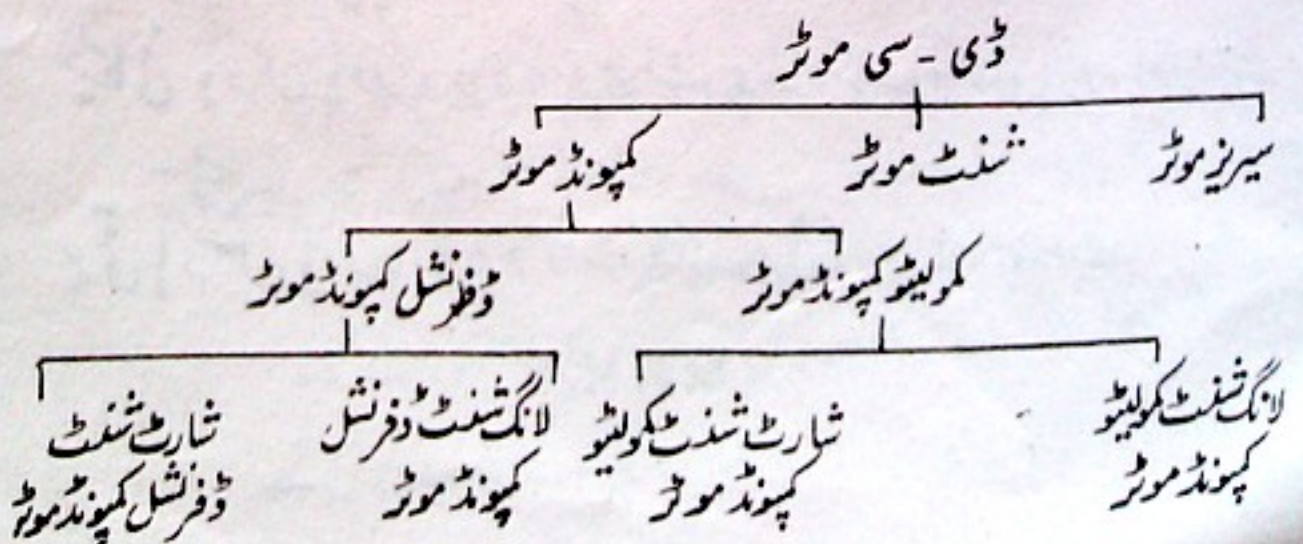 ڈی - سی موٹر
سیریز موٹر
شنٹ موٹر
کمپونڈ موٹر
کمولیٹو کمپونڈ موٹر
ڈفرنشل کمپونڈ موٹر
لانگ شنٹ کمولیٹو
کمپونڈ موٹر
شارٹ شنٹ کمولیٹو
کمپونڈ موٹر
لانگ شنٹ ڈفرنشل
کمپونڈ موٹر
شارٹ شنٹ
ڈفرنشل کمپونڈ موٹر